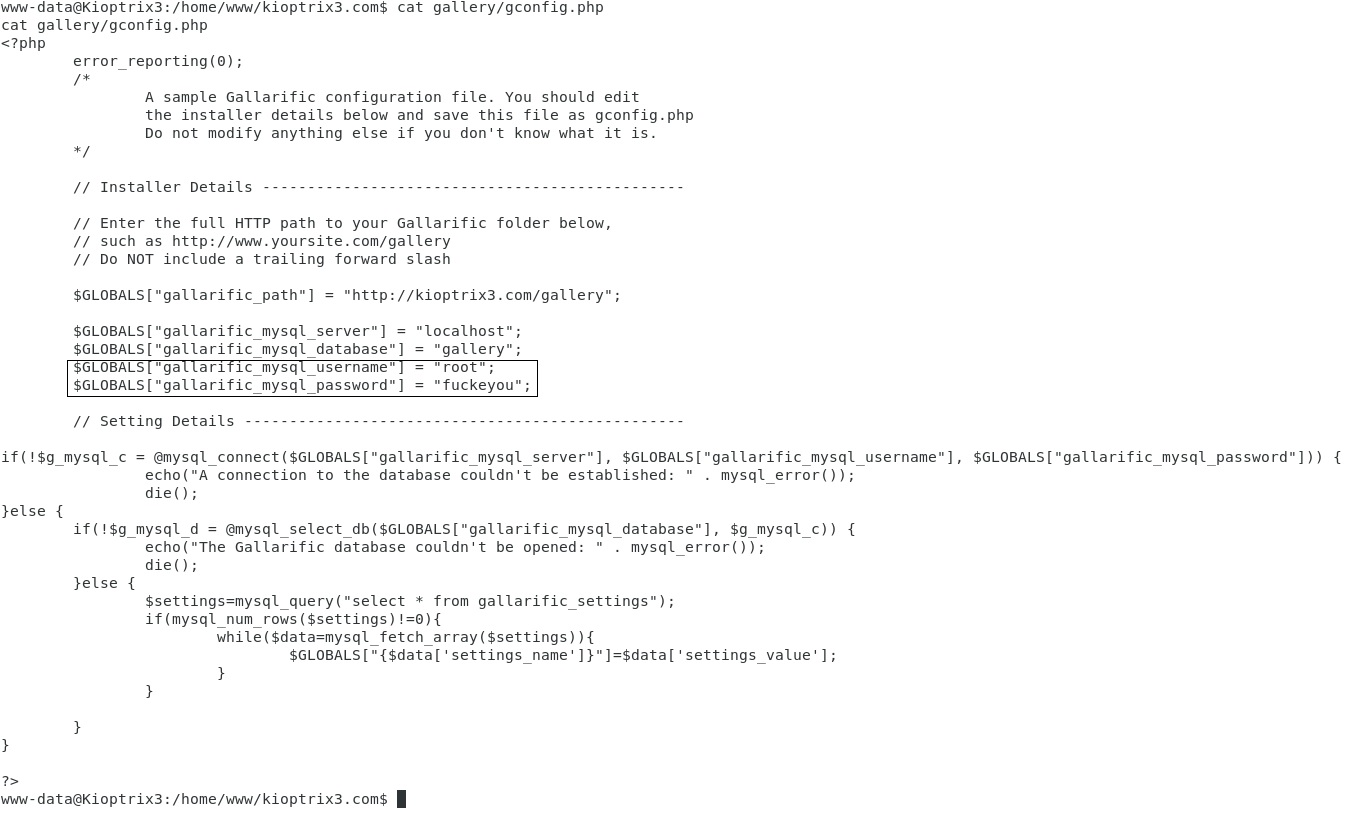 www-data@Kioptrix3:/home/www/kioptrix3.com$ cat gallery/gconfig.php
cat gallery/gconfig.php
<?php
        error_reporting(0);
        /*
                A sample Gallarific configuration file. You should edit
                the installer details below and save this file as gconfig.php
                Do not modify anything else if you don't know what it is.
        */

        // Installer Details -----------------------------------------------

        // Enter the full HTTP path to your Gallarific folder below,
        // such as http://www.yoursite.com/gallery
        // Do NOT include a trailing forward slash

        $GLOBALS["gallarific_path"] = "http://kioptrix3.com/gallery";

        $GLOBALS["gallarific_mysql_server"] = "localhost";
        $GLOBALS["gallarific_mysql_database"] = "gallery";
        $GLOBALS["gallarific_mysql_username"] = "root";
        $GLOBALS["gallarific_mysql_password"] = "fuckeyou";

        // Setting Details -------------------------------------------------

if(!$g_mysql_c = @mysql_connect($GLOBALS["gallarific_mysql_server"], $GLOBALS["gallarific_mysql_username"], $GLOBALS["gallarific_mysql_password"])) {
                echo("A connection to the database couldn't be established: " . mysql_error());
                die();
}else {
        if(!$g_mysql_d = @mysql_select_db($GLOBALS["gallarific_mysql_database"], $g_mysql_c)) {
                echo("The Gallarific database couldn't be opened: " . mysql_error());
                die();
        }else {
                $settings=mysql_query("select * from gallarific_settings");
                if(mysql_num_rows($settings)!=0){
                        while($data=mysql_fetch_array($settings)){
                                $GLOBALS["{$data['settings_name']}"]=$data['settings_value'];
                        }
                }

        }
}

?>
www-data@Kioptrix3:/home/www/kioptrix3.com$